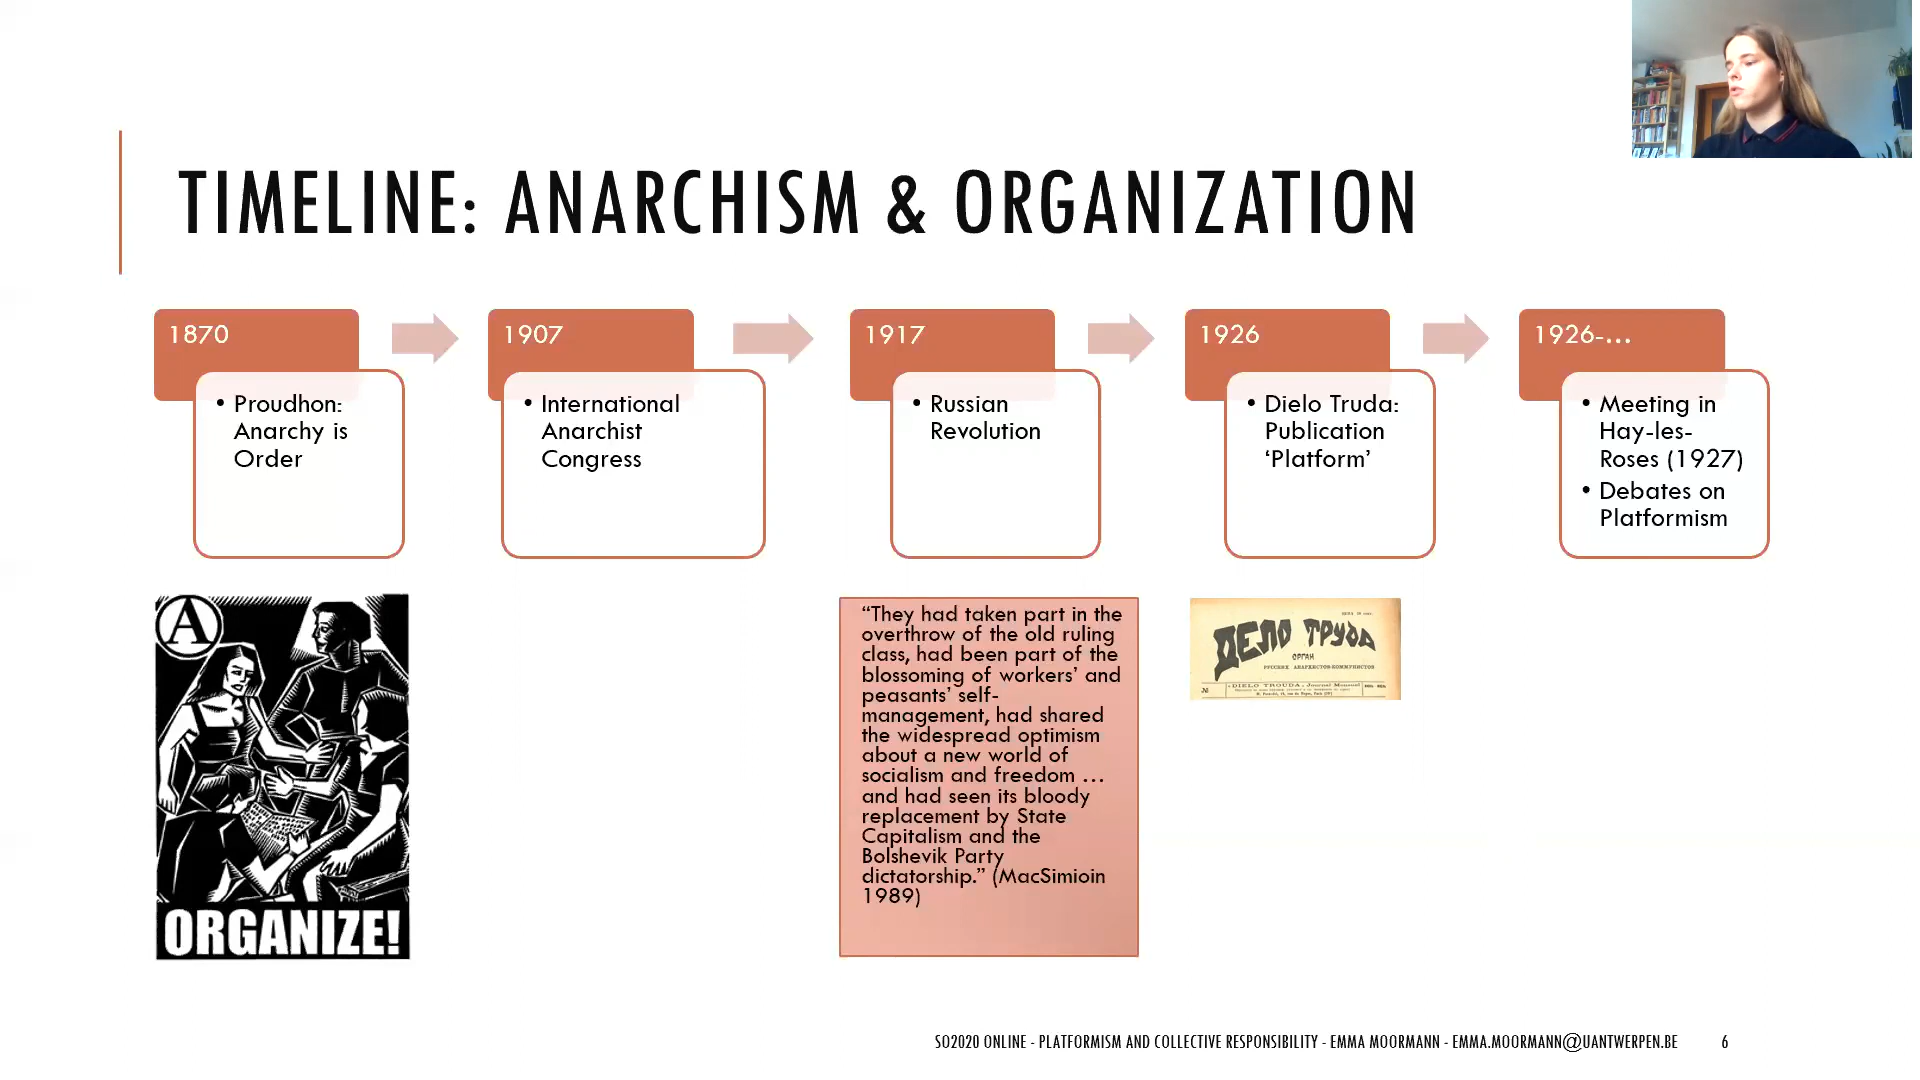 TIMELINE: ANARCHISM & ORGANIZATION
1870
• Proudhon:
Anarchy is
Order
1907
• International
Anarchist
Congress
1917
• Russian
Revolution
1926
• Dielo Truda:
Publication
‘Platform’
1926-...
• Meeting in
Hay-les-
Roses (1927)
• Debates on
Platformism
A
ORGANIZE!
“They had taken part in the
overthrow of the old ruling
class, had been part of the
blossoming of workers’ and
peasants’ self-
management, had shared
the widespread optimism
about a new world of
socialism and freedom …
and had seen its bloody
replacement by State
Capitalism and the
Bolshevik Party
dictatorship.” (MacSimioin
1989)
ДЕЛО ТРУДА
ОРГАН
РУССКИХ АНАРХИСТОВ-КОММУНИСТОВ
№
DIELO TROUDA, Journal Mensuel
SO2020 ONLINE - PLATFORMISM AND COLLECTIVE RESPONSIBILITY - EMMA MOORMANN - EMMA.MOORMANN@UANTWERPEN.BE
6